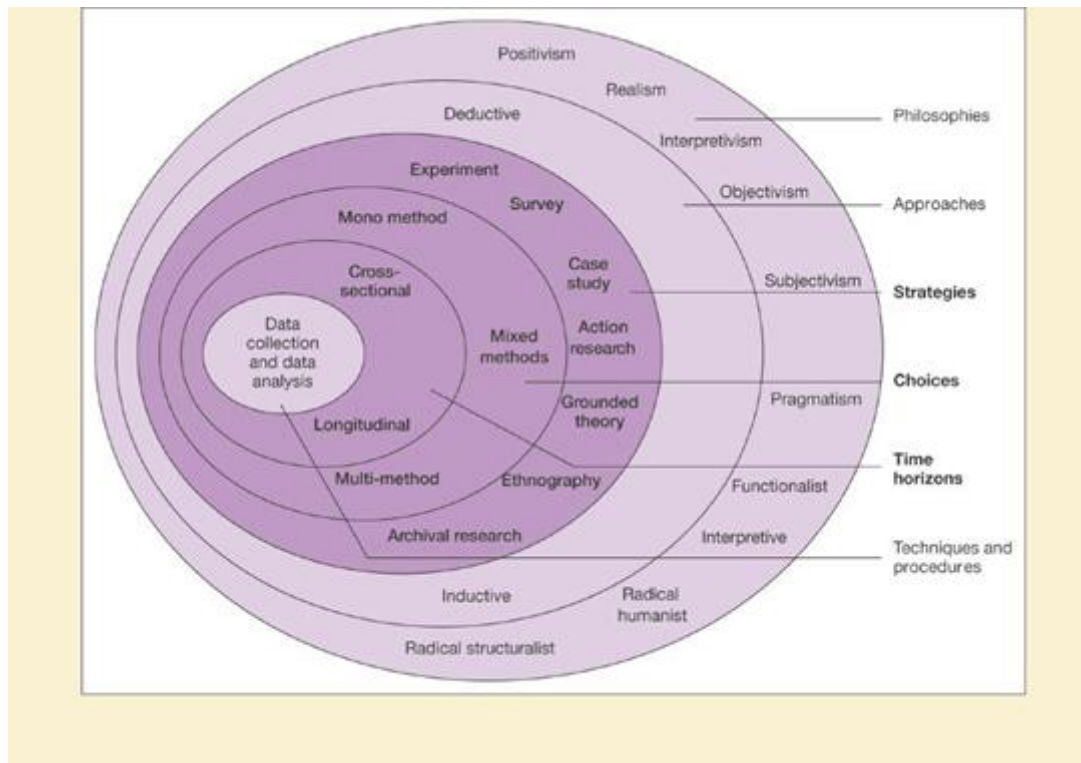 Positivism
Realism
Philosophies
Deductive
Interpretivism
Experiment
Objectivism
Survey
Approaches
Mono method
Case
study
Cross-
sectional
Subjectivism
Strategies
Data
collection
and data
analysis
Mixed
methods
Action
research
Choices
Pragmatism
Grounded
theory
Longitudinal
Time
horizons
Multi-method
Ethnography
Functionalist
Archival research
Interpretive
Techniques and
procedures
Inductive
Radical
humanist
Radical structuralist